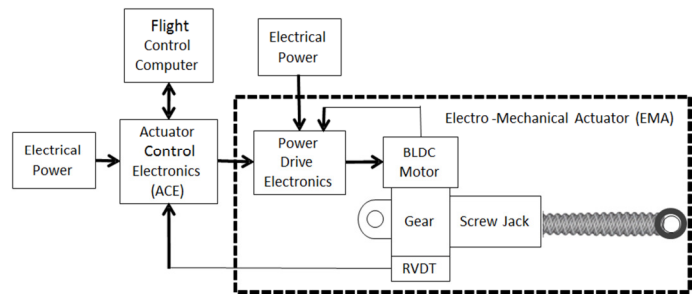 Flight
Control
Computer
Electrical
Power
Electro -Mechanical Actuator (EMA)
Electrical
Power
Actuator
Control
Electronics
(ACE)
Power
Drive
Electronics
BLDC
Motor
Gear
Screw Jack
RVDT